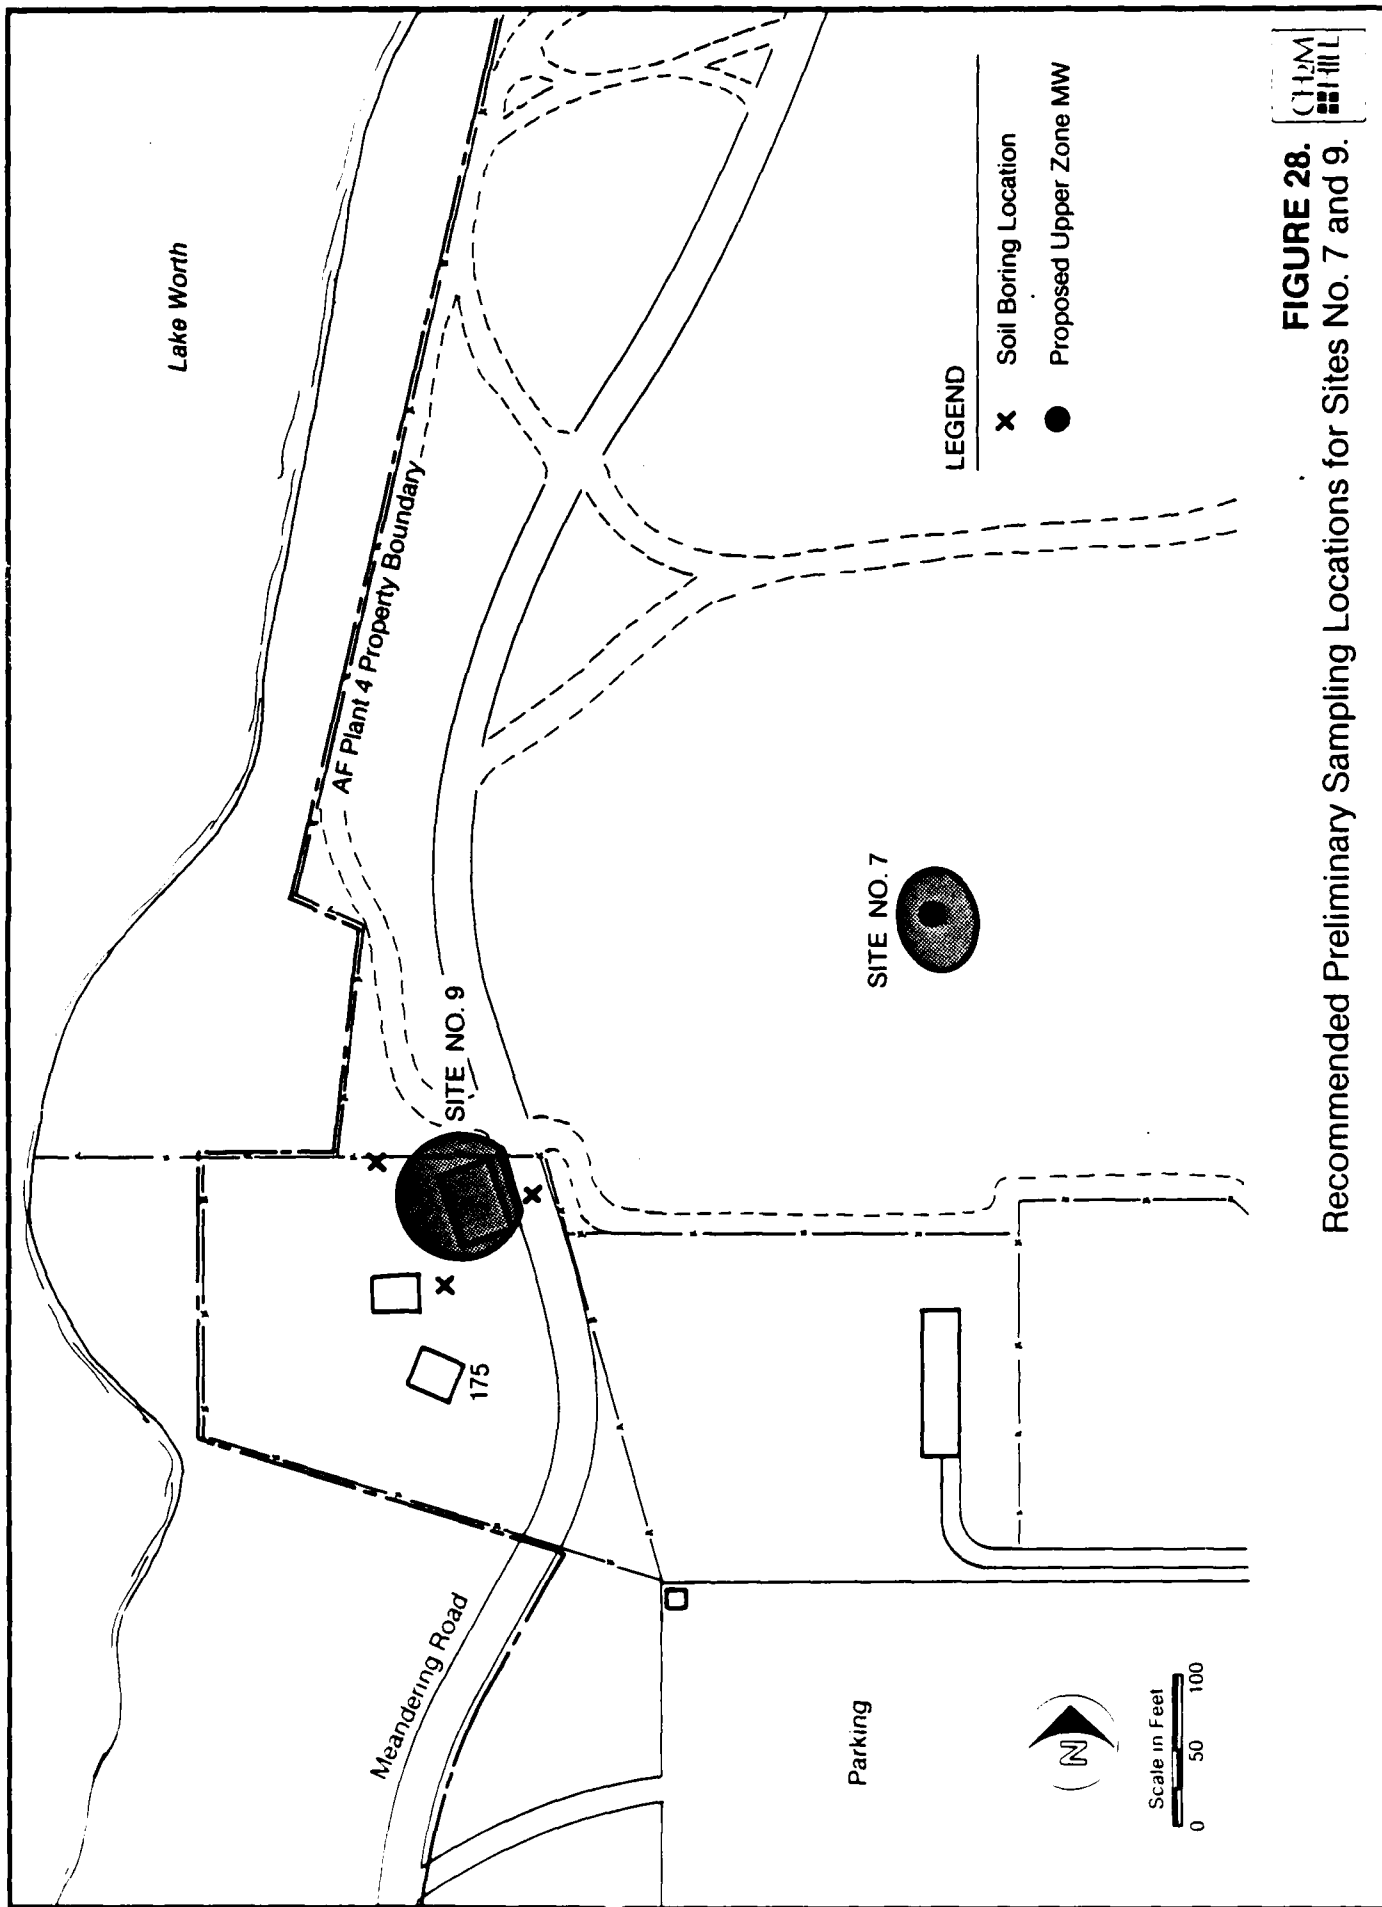 Lake Worth
AF Plant 4 Property Boundary
SITE NO. 9
175
Meandering Road
SITE NO. 7
Parking
N
Scale in Feet
0 50 100
LEGEND
x Soil Boring Location
● Proposed Upper Zone MW
FIGURE 28.
Recommended Preliminary Sampling Locations for Sites No. 7 and 9.
CH2M
HILL